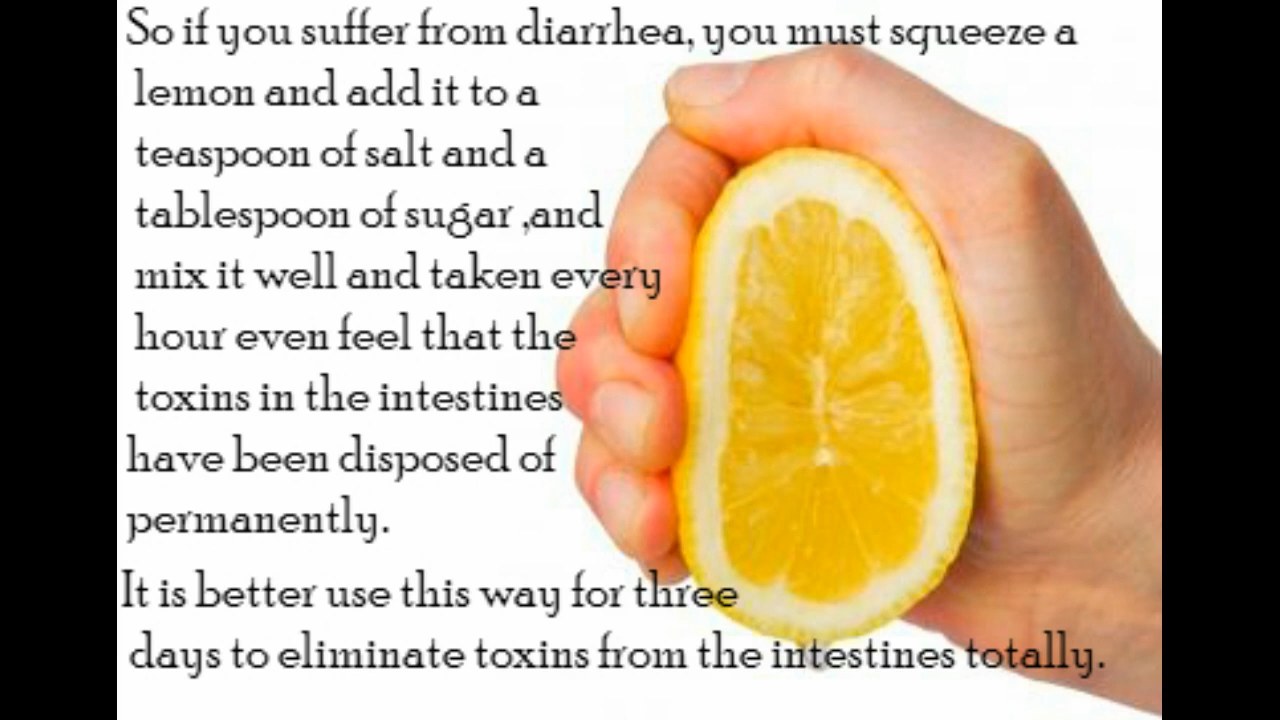 So if you suffer from diarrhea, you must squeeze a
lemon and add it to a
teaspoon of salt and a
tablespoon of sugar ,and
mix it well and taken every
hour even feel that the
toxins in the intestines
have been disposed of
permanently.
It is better use this way for three
days to eliminate toxins from the intestines totally.